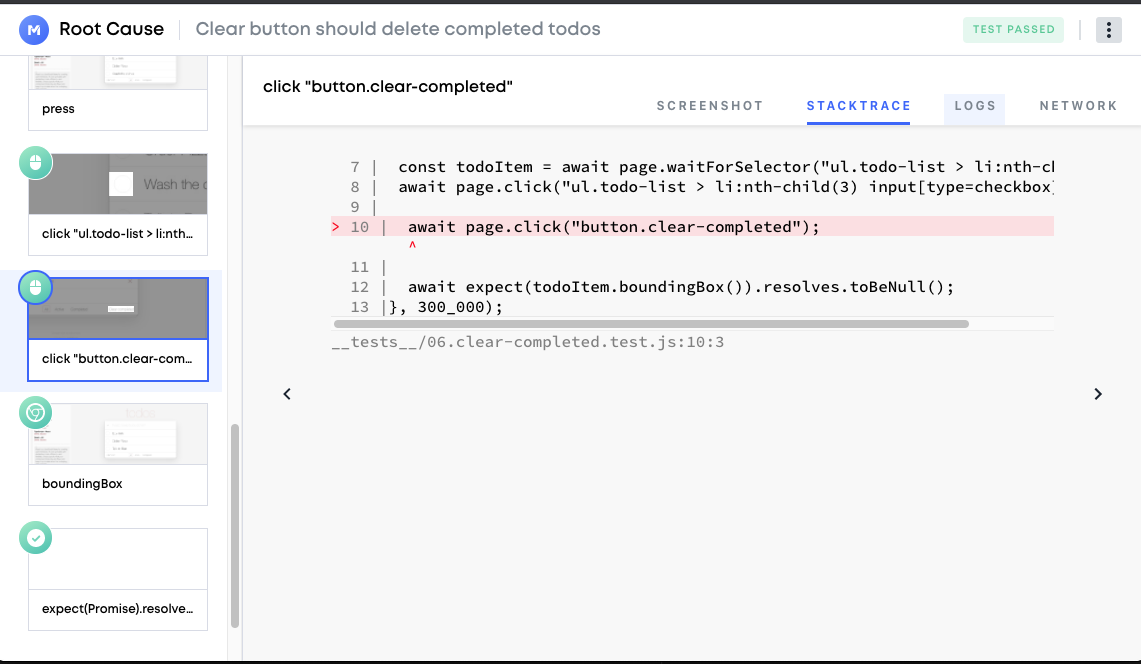 M Root Cause Clear button should delete completed todos TEST PASSED
press
Wash the
click "ul.todo-list > li:nth...
click "button.clear-com...
boundingBox
expect(Promise).resolve...
click "button.clear-completed"
SCREENSHOT STACKTRACE LOGS NETWORK
7 | const todoItem = await page.waitForSelector("ul.todo-list > li:nth-ch
8 | await page.click("ul.todo-list > li:nth-child(3) input[type=checkbox]
9 |
> 10 | await page.click("button.clear-completed");
^
11 |
12 | await expect(todoItem.boundingBox()).resolves.toBeNull();
13 |}, 300_000);
__tests__/06.clear-completed.test.js:10:3